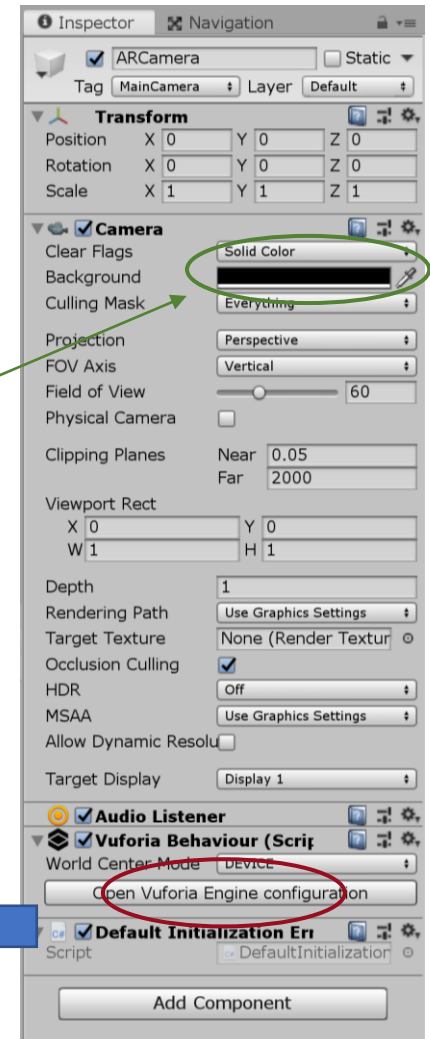 Inspector Navigation
ARCamera Static
Tag MainCamera Layer Default
Transform
Position X 0 Y 0 Z 0
Rotation X 0 Y 0 Z 0
Scale X 1 Y 1 Z 1
Camera
Clear Flags Solid Color
Background
Culling Mask Everything
Projection Perspective
FOV Axis Vertical
Field of View 60
Physical Camera
Clipping Planes Near 0.05
Far 2000
Viewport Rect
X 0 Y 0
W 1 H 1
Depth 1
Rendering Path Use Graphics Settings
Target Texture None (Render Textur
Occlusion Culling
HDR Off
MSAA Use Graphics Settings
Allow Dynamic Resolu
Target Display Display 1
Audio Listener
Vuforia Behaviour (Scrip
World Center Mode DEVICE
Open Vuforia Engine configuration
Default Initialization Err
Script DefaultInitialization
Add Component